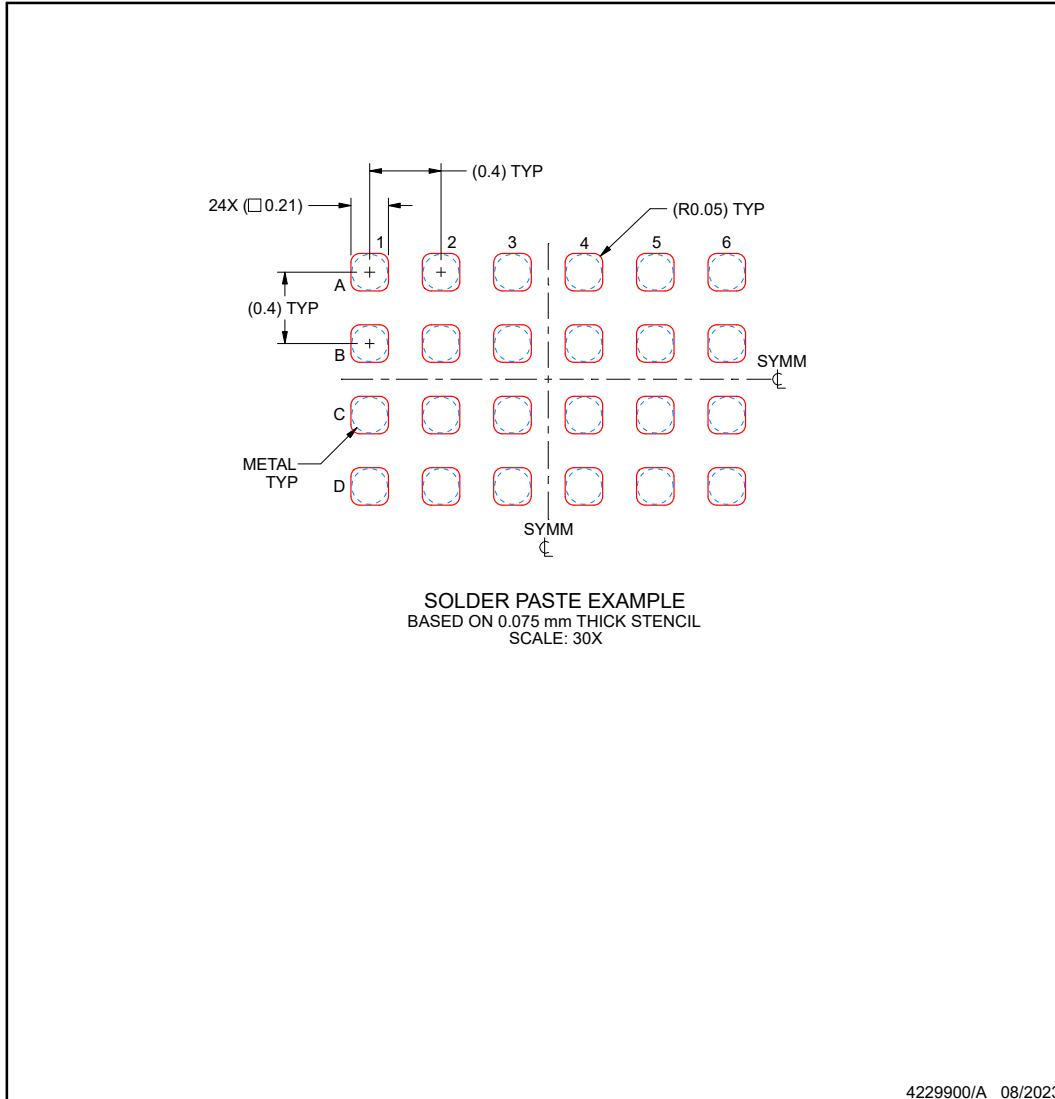 (0.4) TYP
24X (□ 0.21)
(R0.05) TYP
1 2 3 4 5 6
A
(0.4) TYP
B
SYMM
℄
C
METAL
TYP
D
SYMM
℄
SOLDER PASTE EXAMPLE
BASED ON 0.075 mm THICK STENCIL
SCALE: 30X
4229900/A 08/2023